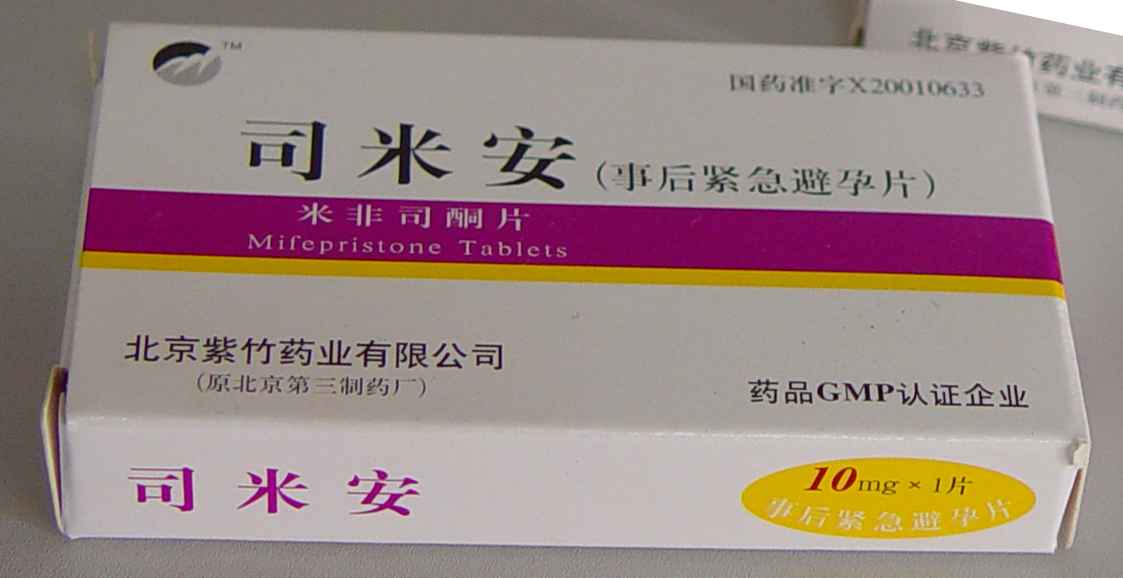 TM
国药准字X20010633
司米安(事后紧急避孕片)
米非司酮片
Mifepristone Tablets
北京紫竹药业有限公司
(原北京第三制药厂)
药品GMP认证企业
司米安
10mg×1片
事后紧急避孕片
北京紫竹药业有